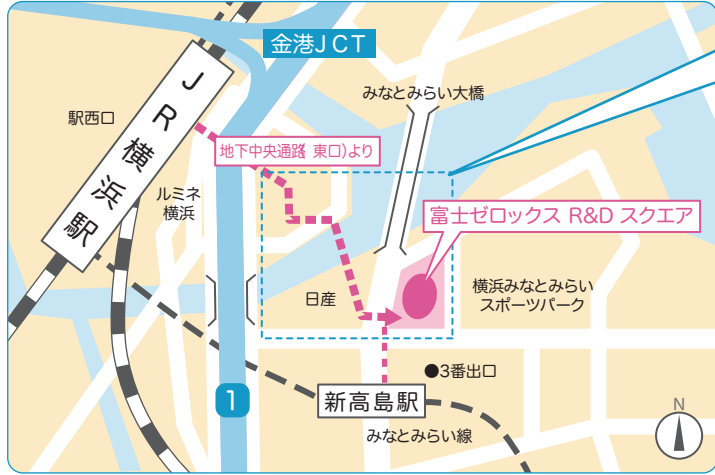 金港JCT
みなとみらい大橋
JR横浜駅
駅西口
地下中央通路 東口)より
ルミネ
横浜
富士ゼロックス R&D スクエア
日産
横浜みなとみらい
スポーツパーク
●3番出口
1
新高島駅
みなとみらい線
N